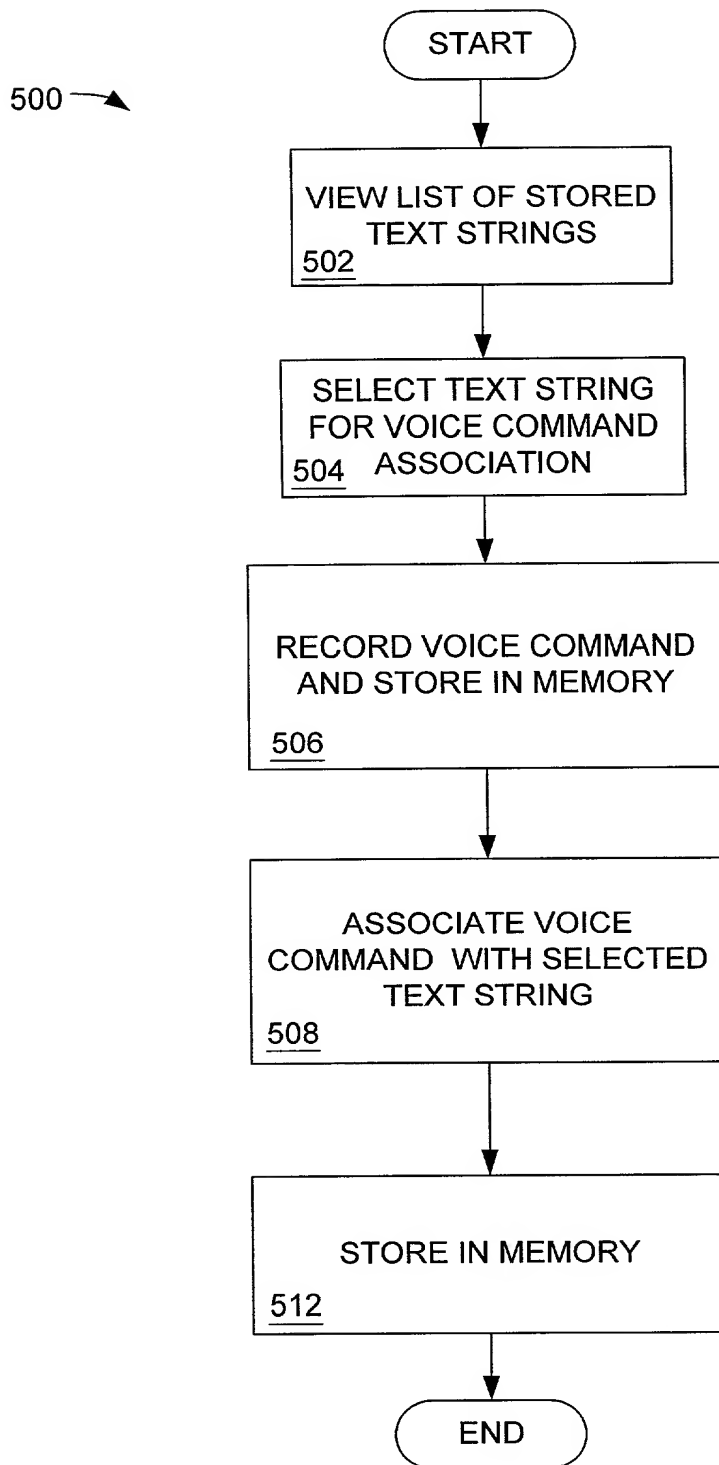 START
500
VIEW LIST OF STORED
TEXT STRINGS
502
SELECT TEXT STRING
FOR VOICE COMMAND
ASSOCIATION
504
RECORD VOICE COMMAND
AND STORE IN MEMORY
506
ASSOCIATE VOICE
COMMAND WITH SELECTED
TEXT STRING
508
STORE IN MEMORY
512
END